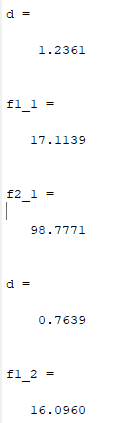 d =
1.2361
f1_1 =
17.1139
f2_1 =
98.7771
d =
0.7639
f1_2 =
16.0960